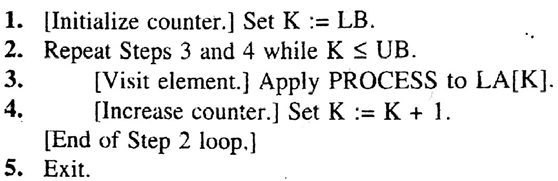 1. [Initialize counter.] Set K := LB.
2. Repeat Steps 3 and 4 while K ≤ UB.
3. [Visit element.] Apply PROCESS to LA[K].
4. [Increase counter.] Set K := K + 1.
[End of Step 2 loop.]
5. Exit.